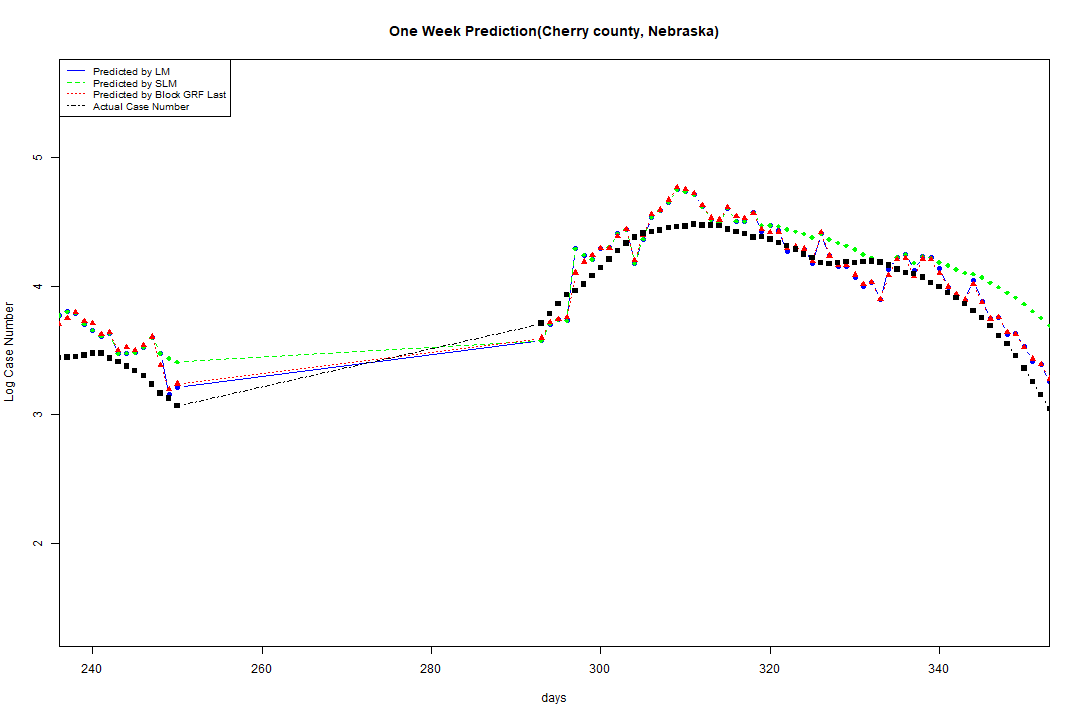 One Week Prediction(Cherry county, Nebraska)
Predicted by LM
Predicted by SLM
Predicted by Block GRF Last
Actual Case Number
Log Case Number
5
4
3
2
240 260 280 300 320 340
days